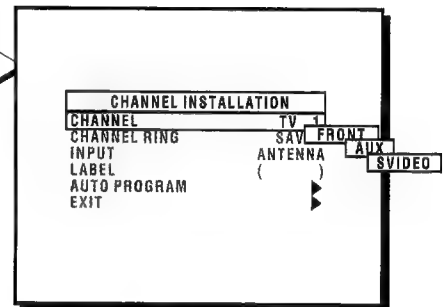 CHANNEL INSTALLATION
CHANNEL TV 1
CHANNEL RING SAV FRONT
INPUT ANTENNA AUX
LABEL ( ) SVIDEO
AUTO PROGRAM
EXIT